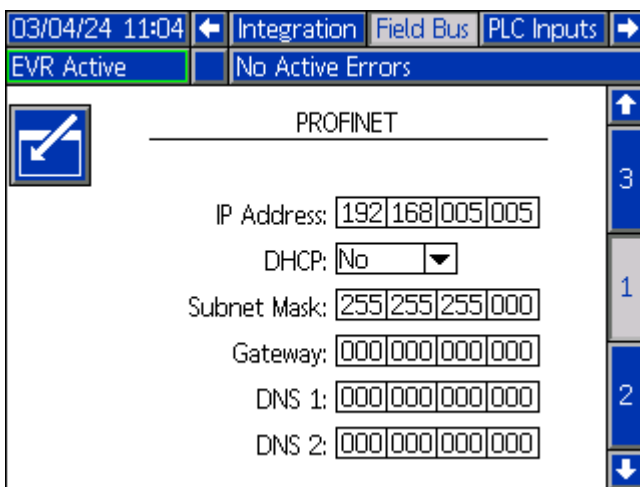 03/04/24 11:04 Integration Field Bus PLC Inputs
EVR Active No Active Errors
PROFINET
3
IP Address: 192 168 005 005
DHCP: No
1
Subnet Mask: 255 255 255 000
Gateway: 000 000 000 000
2
DNS 1: 000 000 000 000
DNS 2: 000 000 000 000